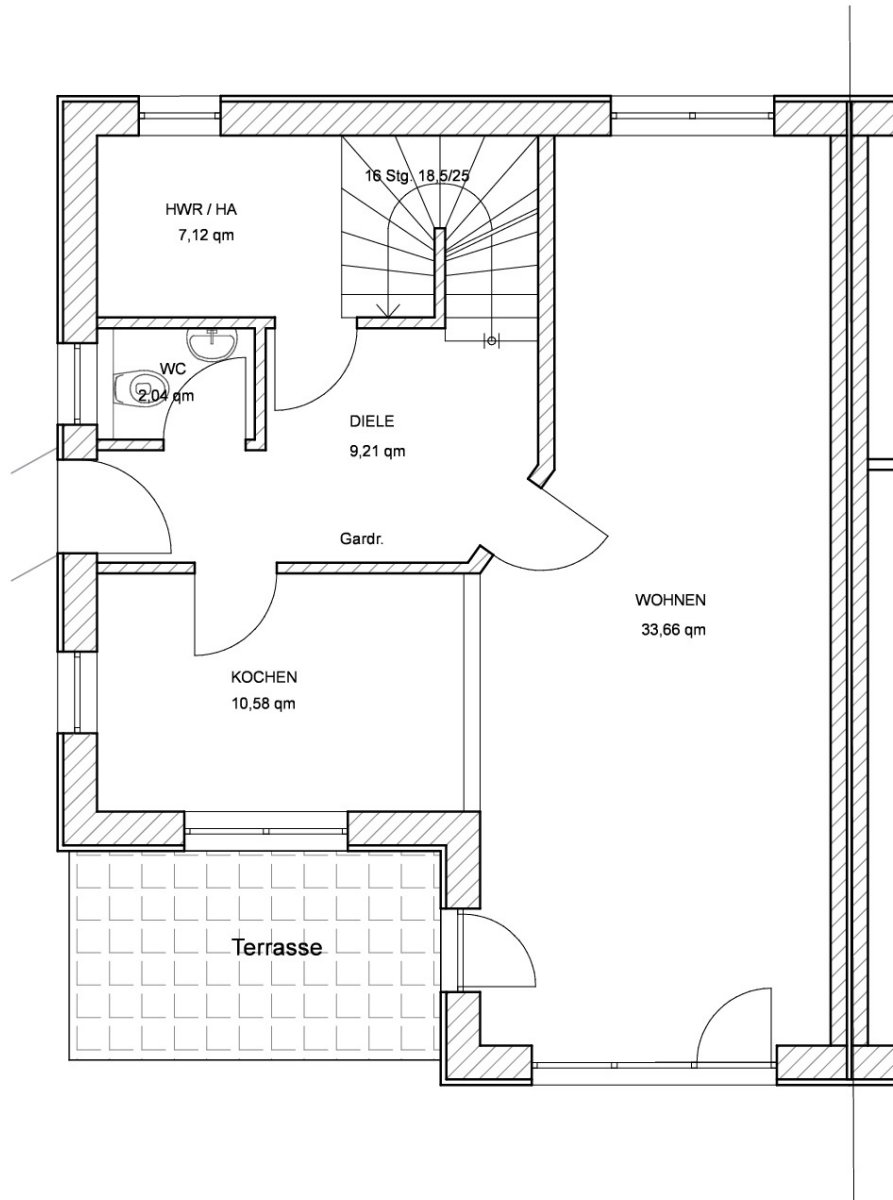 16 Stg. 18,5/25
HWR / HA
7,12 qm
WC
2,04 qm
DIELE
9,21 qm
Gardr.
WOHNEN
33,66 qm
KOCHEN
10,58 qm
Terrasse